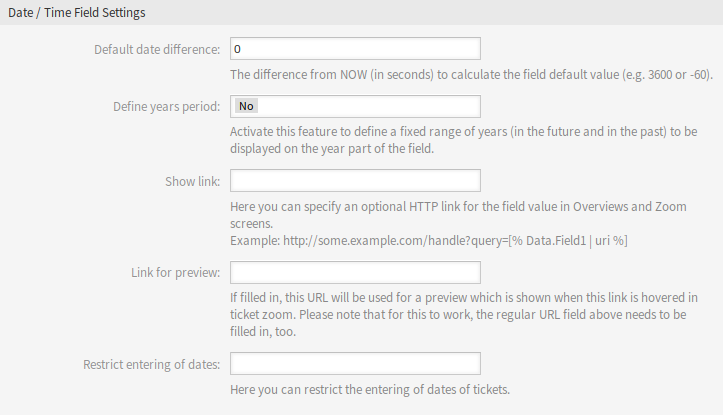 Date / Time Field Settings
Default date difference: 0
The difference from NOW (in seconds) to calculate the field default value (e.g. 3600 or -60).
Define years period: No
Activate this feature to define a fixed range of years (in the future and in the past) to be
displayed on the year part of the field.
Show link:
Here you can specify an optional HTTP link for the field value in Overviews and Zoom
screens.
Example: http://some.example.com/handle?query=[% Data.Field1 | uri %]
Link for preview:
If filled in, this URL will be used for a preview which is shown when this link is hovered in
ticket zoom. Please note that for this to work, the regular URL field above needs to be
filled in, too.
Restrict entering of dates:
Here you can restrict the entering of dates of tickets.